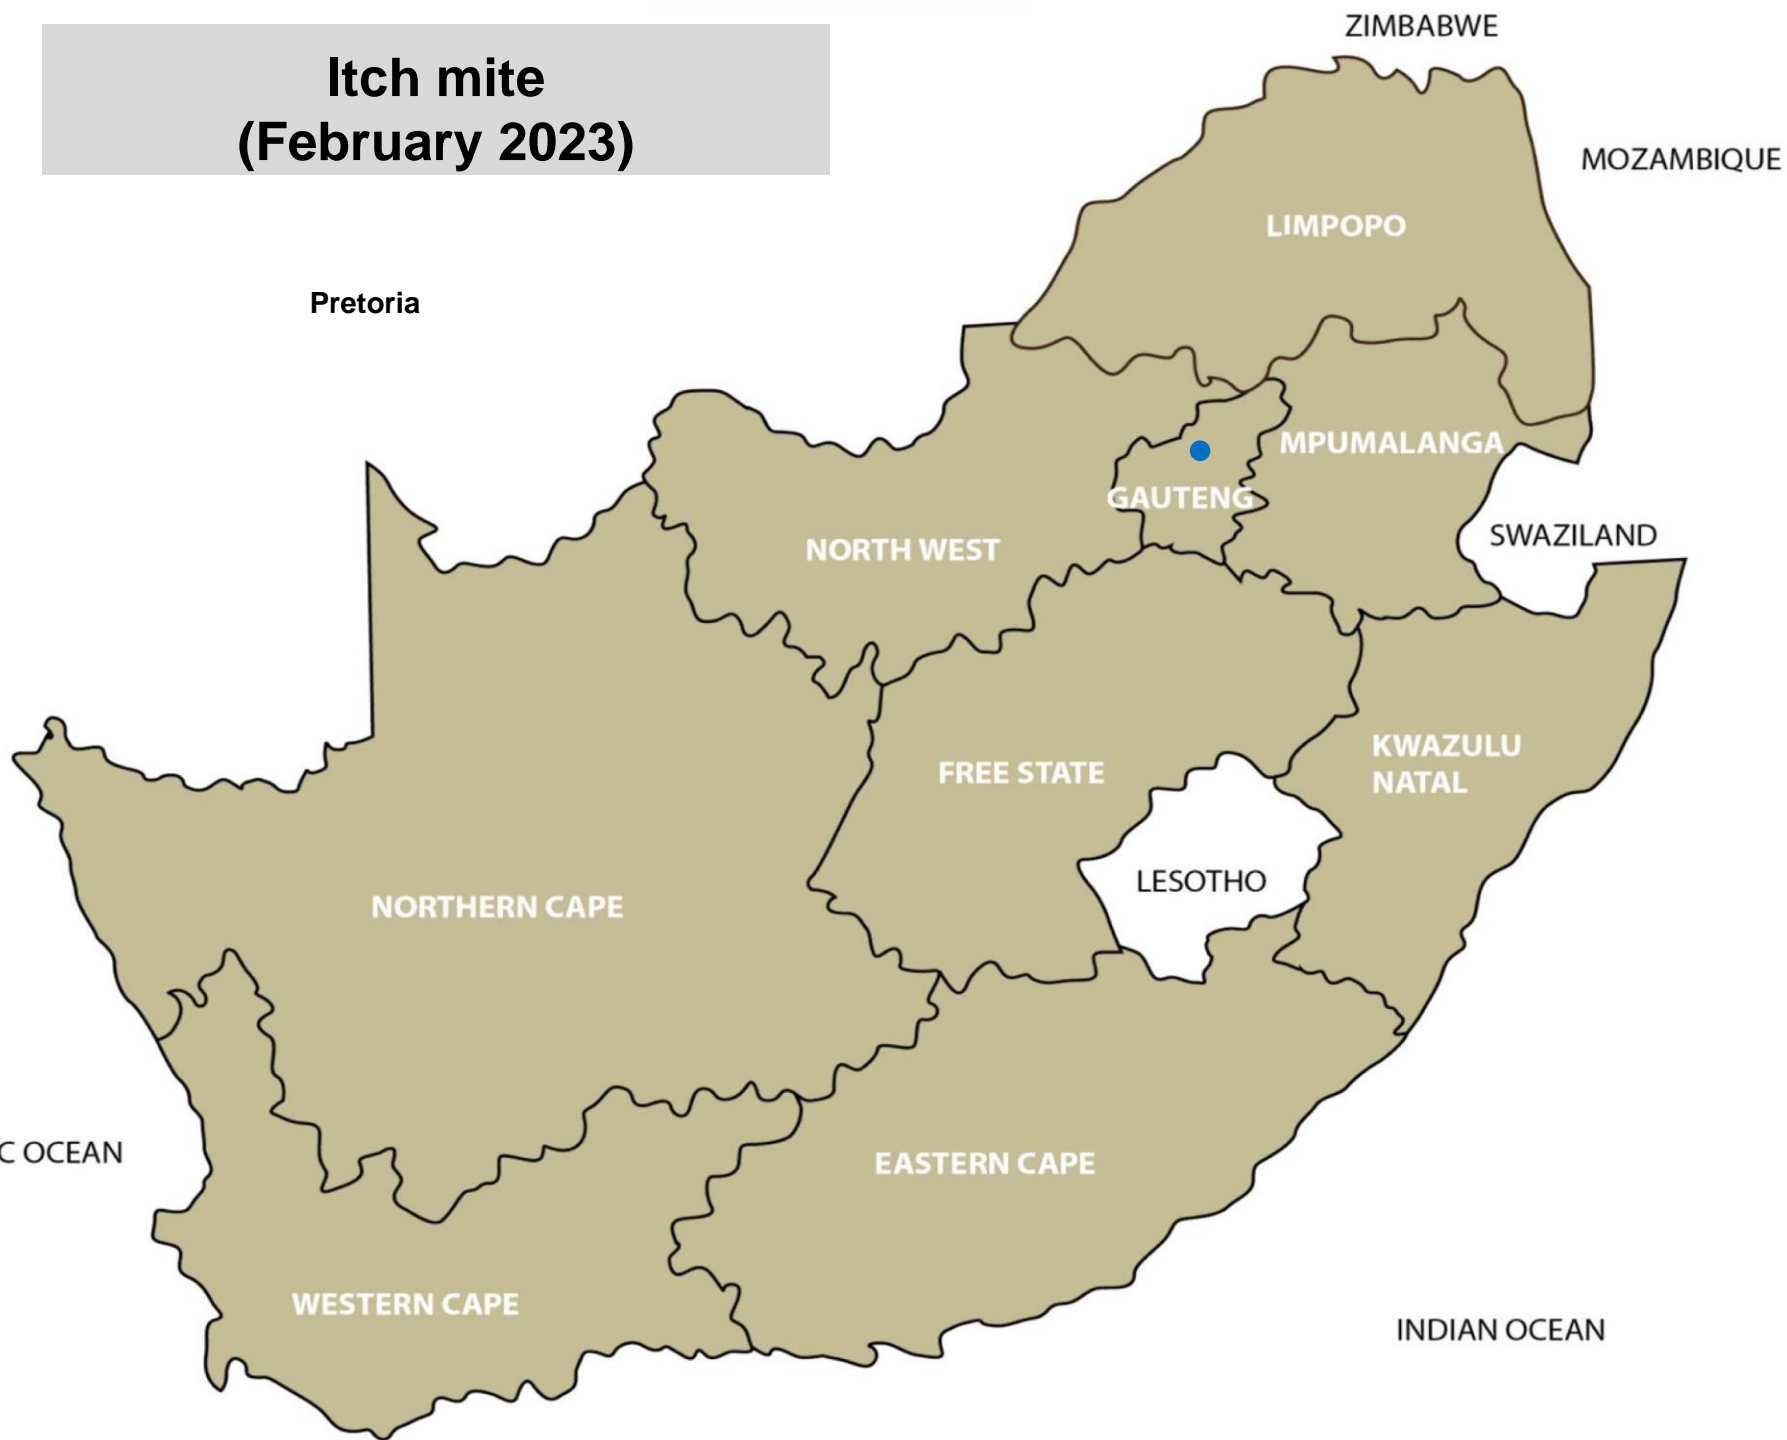 Itch mite
(February 2023)
ZIMBABWE
MOZAMBIQUE
LIMPOPO
Pretoria
MPUMALANGA
GAUTENG
SWAZILAND
NORTH WEST
KWAZULU
NATAL
FREE STATE
LESOTHO
NORTHERN CAPE
C OCEAN
EASTERN CAPE
WESTERN CAPE
INDIAN OCEAN